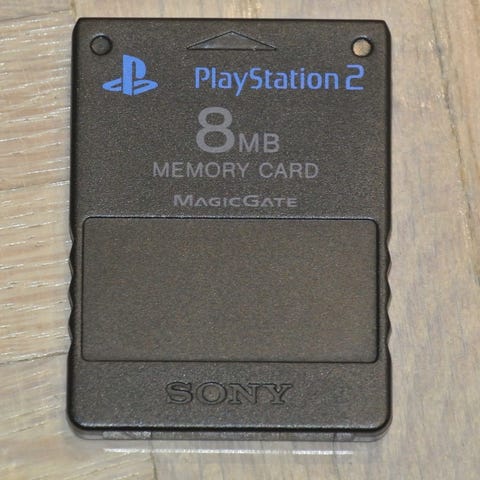 PlayStation 2
8MB
MEMORY CARD
MAGICGATE
SONY